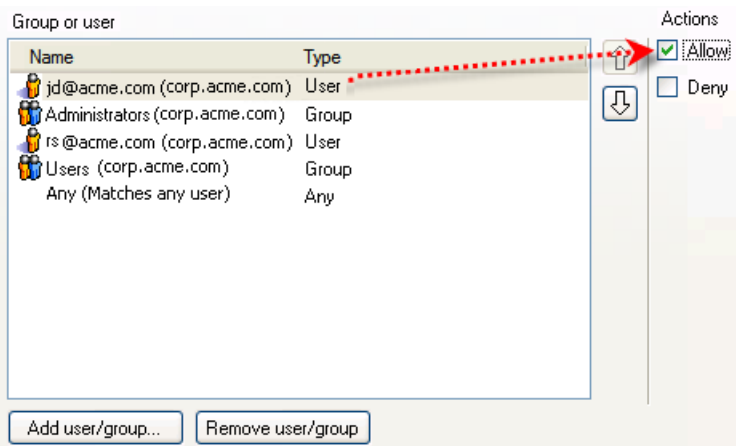 Group or user
Actions
Name Type
Allow
jd@acme.com (corp.acme.com) User
Deny
Administrators (corp.acme.com) Group
rs @acme.com (corp.acme.com) User
Users (corp.acme.com) Group
Any (Matches any user) Any
Add user/group... Remove user/group